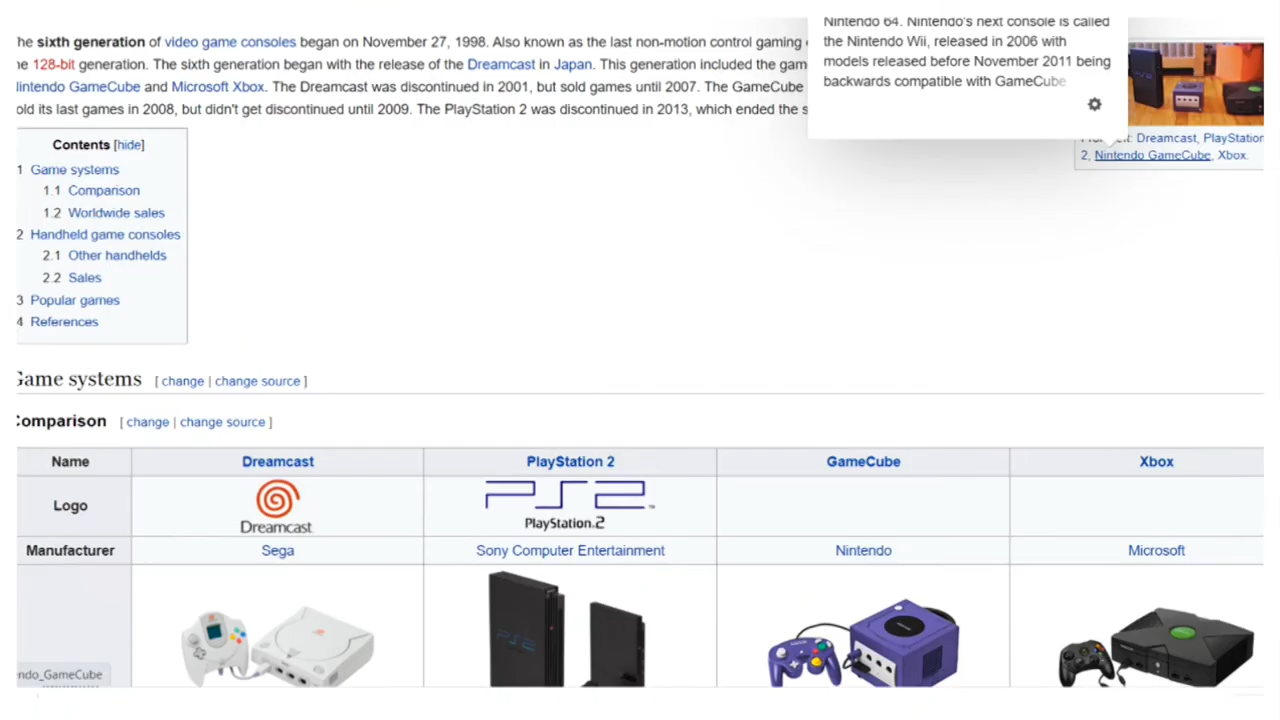 he sixth generation of video game consoles began on November 27, 1998. Also known as the last non-motion control gaming
ne 128-bit generation. The sixth generation began with the release of the Dreamcast in Japan. This generation included the gam
Nintendo GameCube and Microsoft Xbox. The Dreamcast was discontinued in 2001, but sold games until 2007. The GameCube
old its last games in 2008, but didn't get discontinued until 2009. The PlayStation 2 was discontinued in 2013, which ended the s
Nintendo 64. Nintendo's next console is called
the Nintendo Wii, released in 2006 with
models released before November 2011 being
backwards compatible with GameCube
Dreamcast, PlayStation
2, Nintendo GameCube, Xbox.
Contents [hide]
1 Game systems
1.1 Comparison
1.2 Worldwide sales
2 Handheld game consoles
2.1 Other handhelds
2.2 Sales
3 Popular games
4 References
Game systems [ change | change source ]
Comparison [ change | change source ]
Name Dreamcast PlayStation 2 GameCube Xbox
Logo Dreamcast PS2 ™
PlayStation.2
Manufacturer Sega Sony Computer Entertainment Nintendo Microsoft
PS2
ndo_GameCube